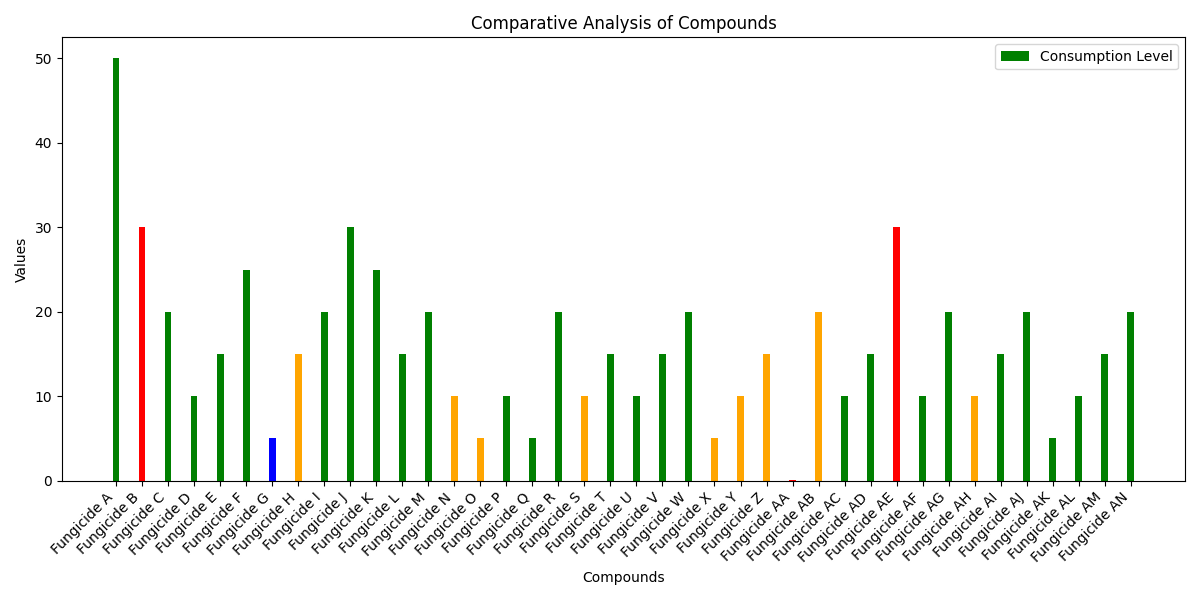 Comparative Analysis of Compounds
Consumption Level
Values
50
40
30
20
10
0
Fungicide A
Fungicide B
Fungicide C
Fungicide D
Fungicide E
Fungicide F
Fungicide G
Fungicide H
Fungicide I
Fungicide J
Fungicide K
Fungicide L
Fungicide M
Fungicide N
Fungicide O
Fungicide P
Fungicide Q
Fungicide R
Fungicide S
Fungicide T
Fungicide U
Fungicide V
Fungicide W
Fungicide X
Fungicide Y
Fungicide Z
Fungicide AA
Fungicide AB
Fungicide AC
Fungicide AD
Fungicide AE
Fungicide AF
Fungicide AG
Fungicide AH
Fungicide AI
Fungicide AJ
Fungicide AK
Fungicide AL
Fungicide AM
Fungicide AN
Compounds